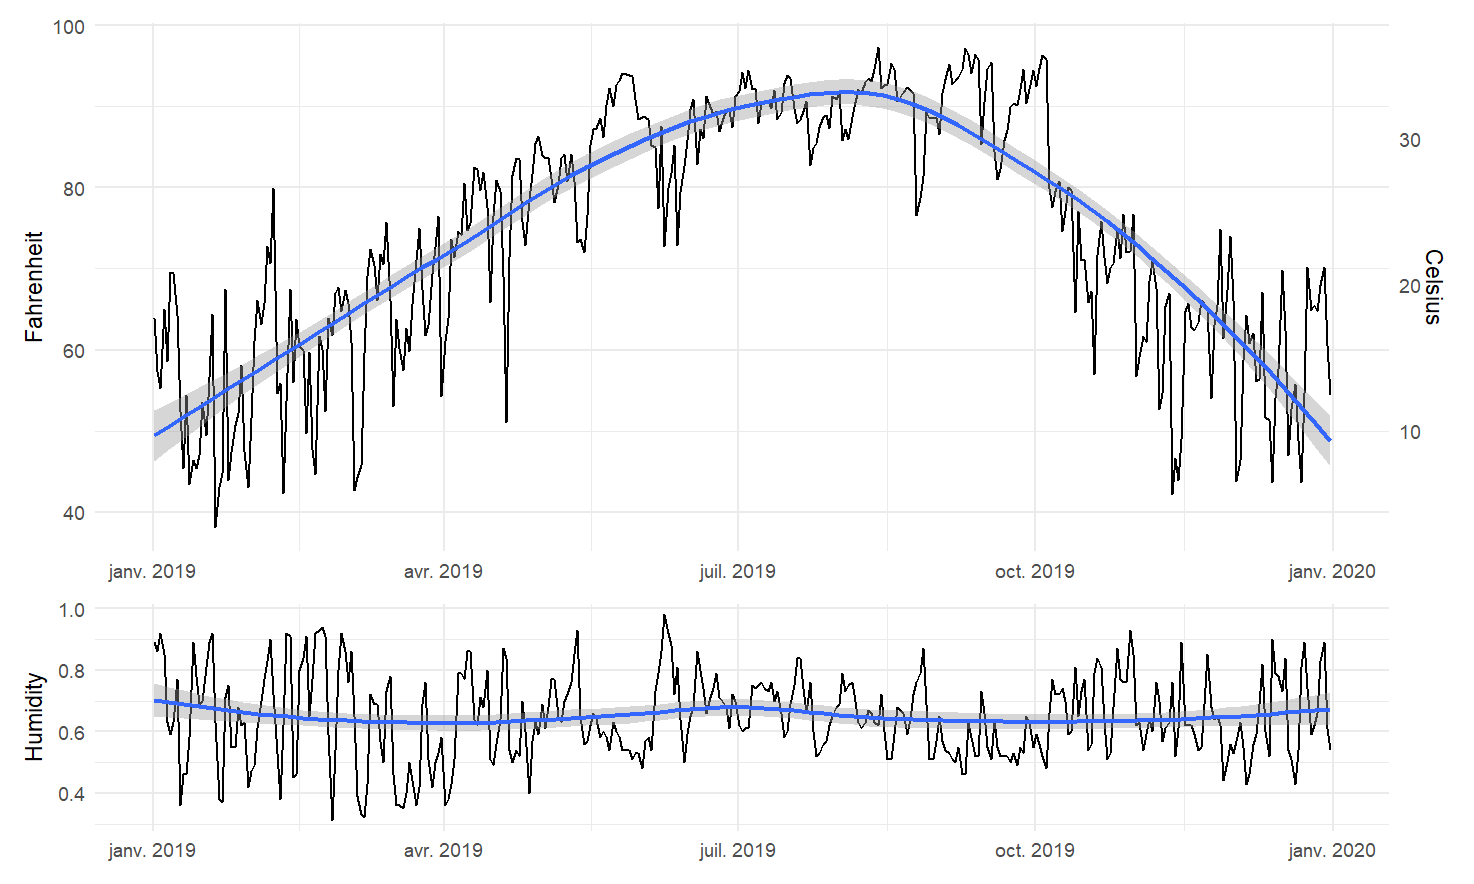 100
80
60
40
Fahrenheit
30
20
10
Celsius
janv. 2019
avr. 2019
juil. 2019
oct. 2019
janv. 2020
1.0
0.8
0.6
0.4
Humidity
janv. 2019
avr. 2019
juil. 2019
oct. 2019
janv. 2020